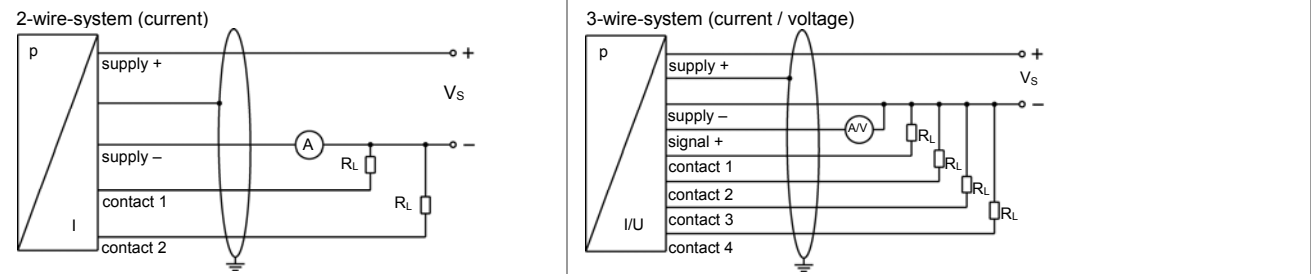 2-wire-system (current)
p
supply +
+
VS
supply –
A
–
RL
contact 1
RL
I
contact 2
3-wire-system (current / voltage)
p
supply +
+
VS
–
supply –
A/V
signal +
RL
contact 1
RL
contact 2
RL
contact 3
RL
I/U
contact 4